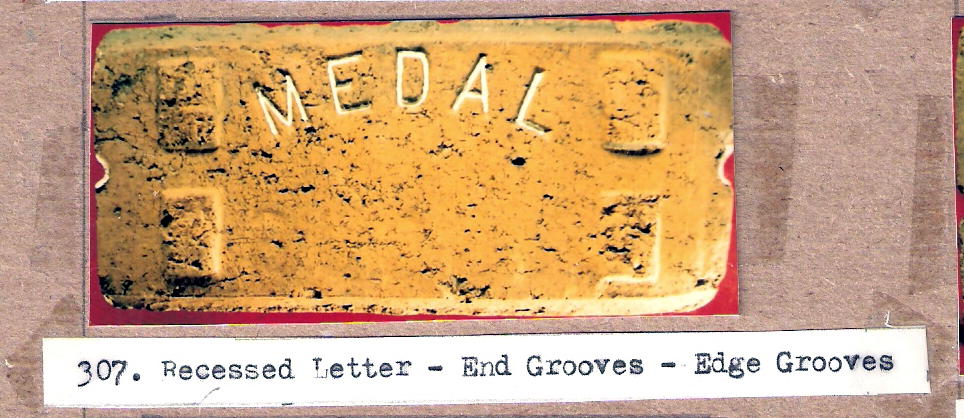 MEDAL
307. Recessed Letter - End Grooves - Edge Grooves